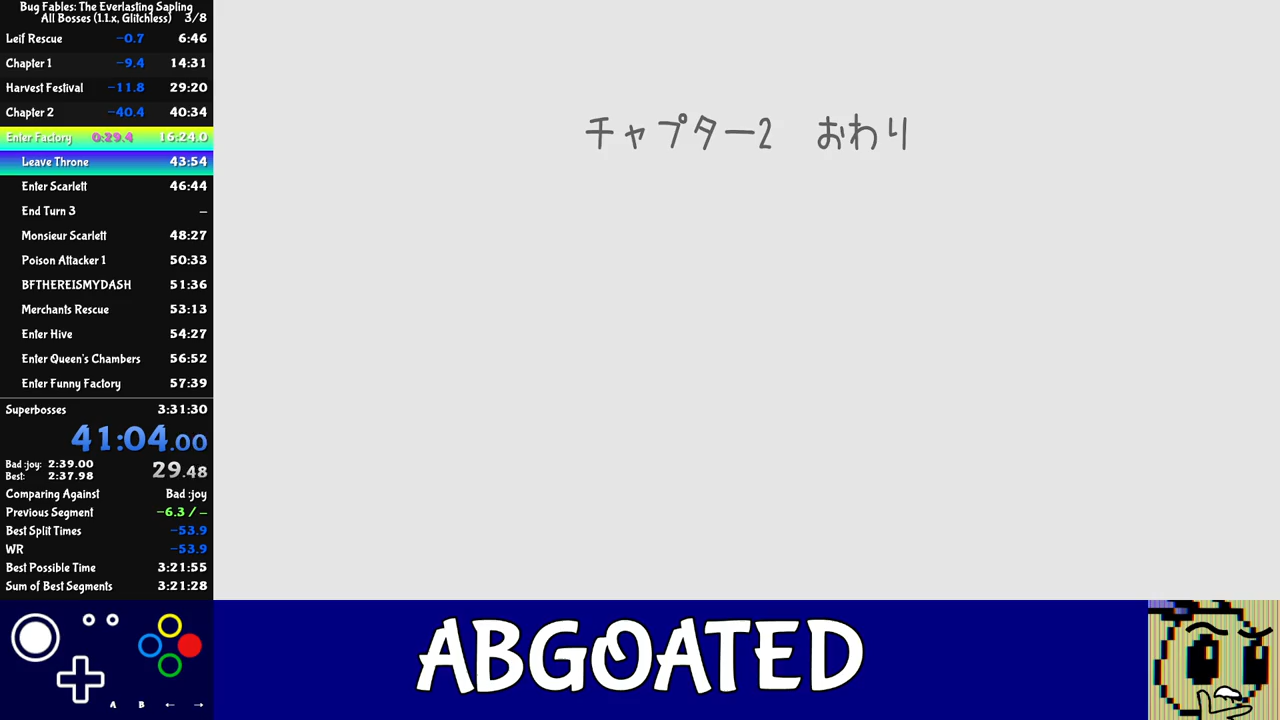 Bug Fables: The Everlasting Sapling
All Bosses (1.1.x, Glitchless) 3/8
Leif Rescue -0.7 6:46
Chapter 1 -9.4 14:31
Harvest Festival -11.8 29:20
Chapter 2 -40.4 40:34
Enter Factory 0:29.4 16:24.0
Leave Throne 43:54
Enter Scarlett 46:44
End Turn 3 –
Monsieur Scarlett 48:27
Poison Attacker 1 50:33
BFTHEREISMYDASH 51:36
Merchants Rescue 53:13
Enter Hive 54:27
Enter Queen's Chambers 56:52
Enter Funny Factory 57:39
Superbosses 3:31:30
41:04.00
Bad :joy: 2:39.00
Best: 2:37.98
29.48
Comparing Against Bad :joy
Previous Segment -6.3 / –
Best Split Times -53.9
WR -53.9
Best Possible Time 3:21:55
Sum of Best Segments 3:21:28
チャプター2 おわり
A B ← →
ABGOATED